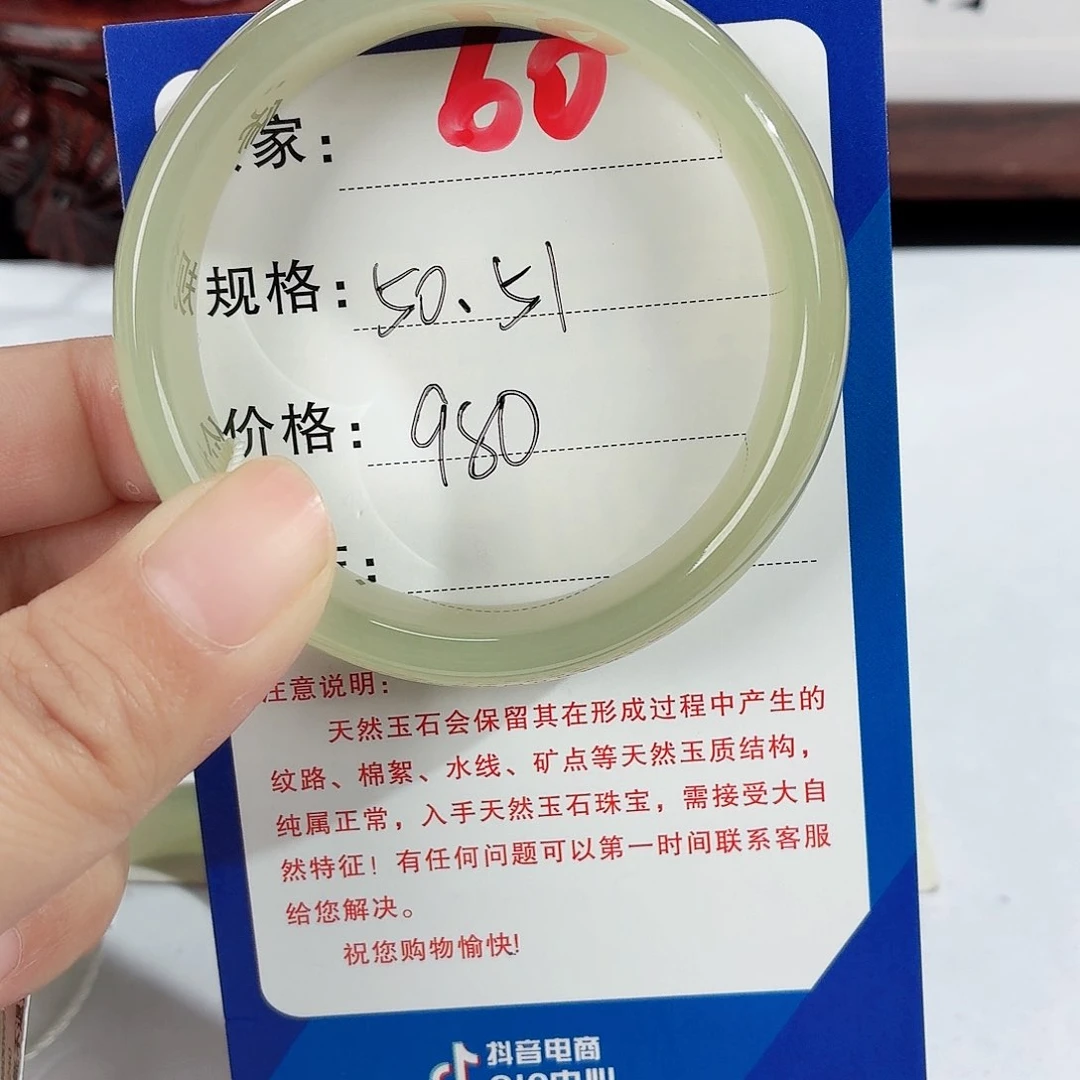 60
家：
规格：50、51
价格：980
注意说明：
天然玉石会保留其在形成过程中产生的
纹路、棉絮、水线、矿点等天然玉质结构，
纯属正常，入手天然玉石珠宝，需接受大自
然特征！有任何问题可以第一时间联系客服
给您解决。
祝您购物愉快！
抖音电商